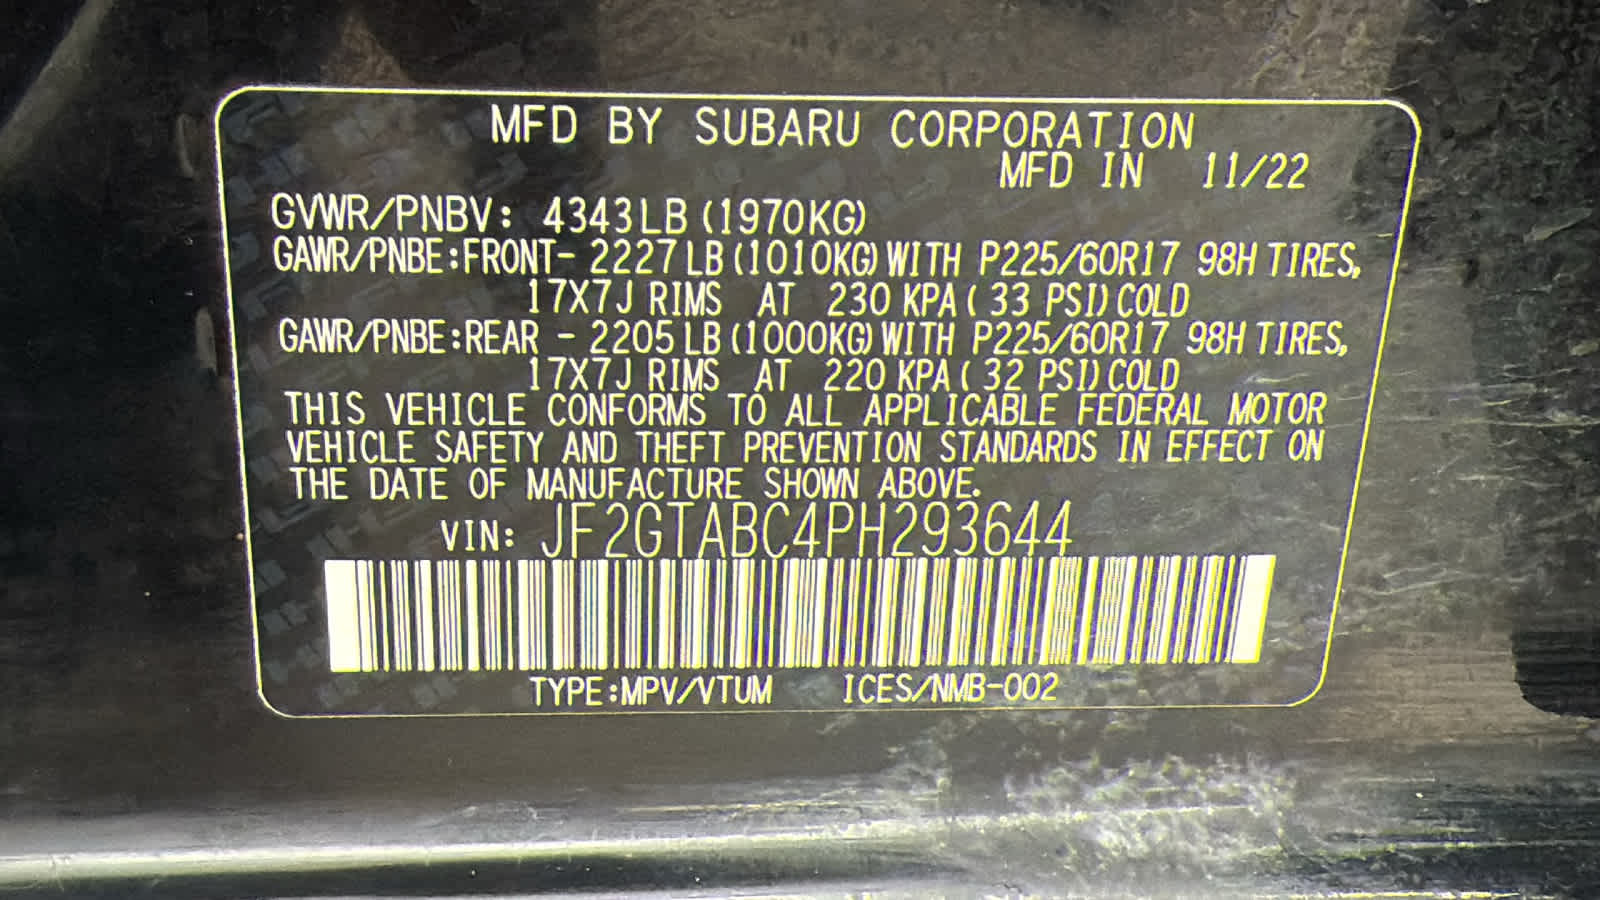 MFD BY SUBARU CORPORATION
MFD IN 11/22
GVWR/PNBV: 4343LB (1970KG)
GAWR/PNBE:FRONT- 2227LB (1010KG) WITH P225/60R17 98H TIRES,
17X7J RIMS AT 230 KPA ( 33 PSI) COLD
GAWR/PNBE:REAR - 2205LB (1000KG) WITH P225/60R17 98H TIRES,
17X7J RIMS AT 220 KPA ( 32 PSI) COLD
THIS VEHICLE CONFORMS TO ALL APPLICABLE FEDERAL MOTOR
VEHICLE SAFETY AND THEFT PREVENTION STANDARDS IN EFFECT ON
THE DATE OF MANUFACTURE SHOWN ABOVE.
VIN: JF2GTABC4PH293644
TYPE:MPV/VTUM ICES/NMB-002